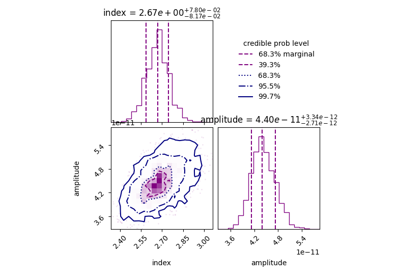 index = 2.67e+00+7.80e−02−8.17e−02
credible prob level
68.3% marginal
39.3%
68.3%
95.5%
99.7%
1e−11
amplitude = 4.40e−11+3.34e−12−2.71e−12
amplitude
5.4
4.8
4.2
3.6
2.40 2.55 2.70 2.85 3.00
3.6 4.2 4.8 5.4
1e−11
index
amplitude